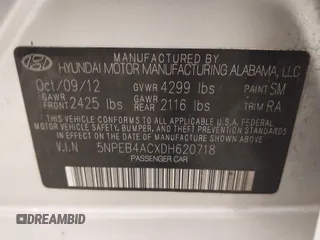 HYUNDAI MOTOR MANUFACTURING ALABAMA, LLC
Oct/09/12 GVWR 4299 lbs PAINT SM
GAWR FRONT 2425 lbs GAWR REAR 2116 lbs TRIM RA
THIS VEHICLE CONFORMS TO ALL APPLICABLE U.S.A. FEDERAL
MOTOR VEHICLE SAFETY, BUMPER, AND THEFT PREVENTION
STANDARDS IN EFFECT ON THE DATE OF MANUFACTURE
SHOWN ABOVE.
V.I.N 5NPEB4ACXDH620718
PASSENGER CAR
DREAMBID